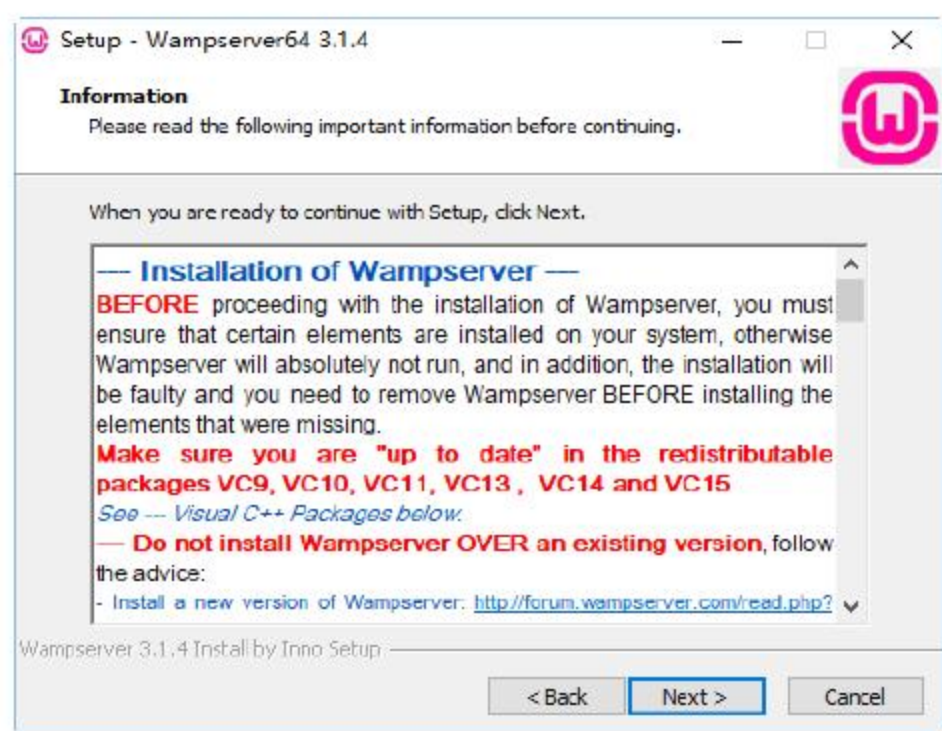 Setup - Wampserver64 3.1.4
Information
Please read the following important information before continuing.
When you are ready to continue with Setup, click Next.
--- Installation of Wampserver ---
BEFORE proceeding with the installation of Wampserver, you must
ensure that certain elements are installed on your system, otherwise
Wampserver will absolutely not run, and in addition, the installation will
be faulty and you need to remove Wampserver BEFORE installing the
elements that were missing.
Make sure you are "up to date" in the redistributable
packages VC9, VC10, VC11, VC13 , VC14 and VC15
See --- Visual C++ Packages below.
--- Do not install Wampserver OVER an existing version, follow
the advice:
- Install a new version of Wampserver: http://forum.wampserver.com/read.php?
Wampserver 3.1.4 Install by Inno Setup
< Back Next > Cancel